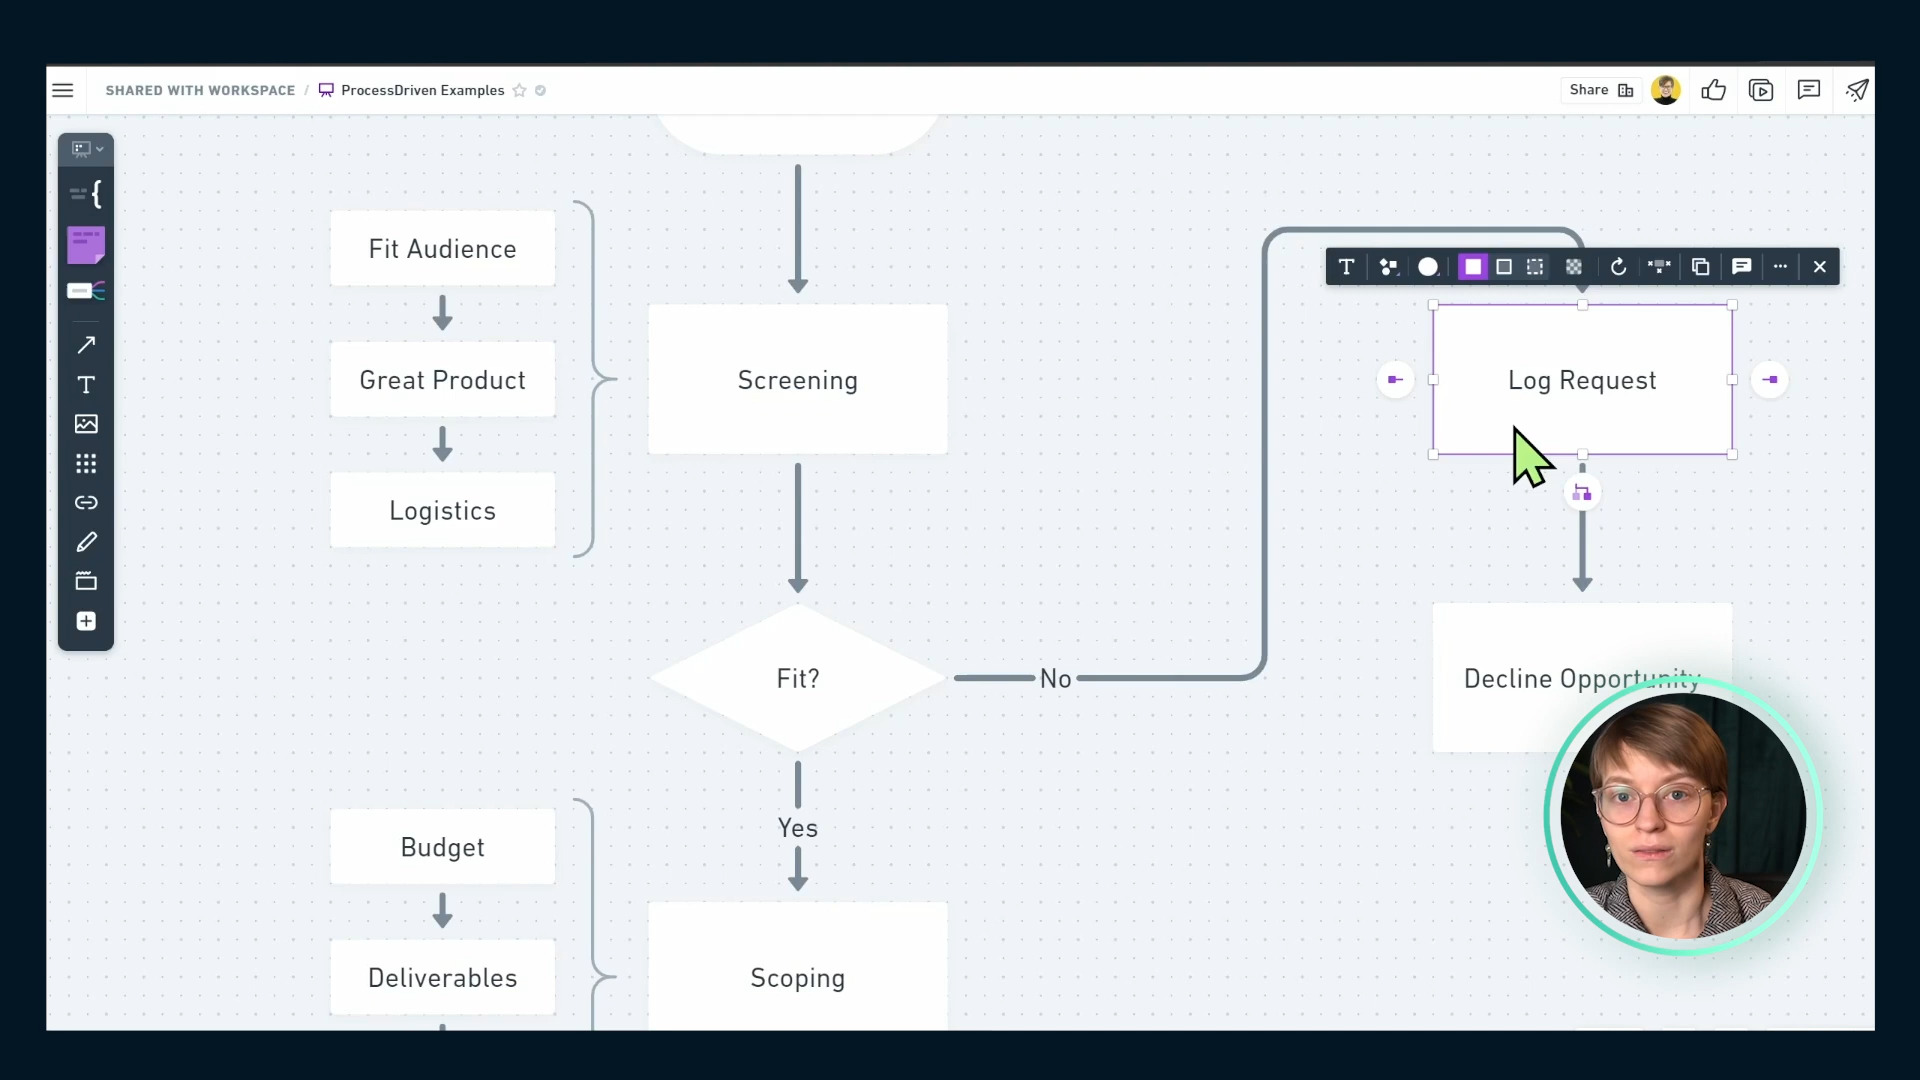 SHARED WITH WORKSPACE / ProcessDriven Examples
Share
Fit Audience
Great Product
Screening
Log Request
Logistics
Fit?
No
Decline Opportunity
Yes
Budget
Deliverables
Scoping